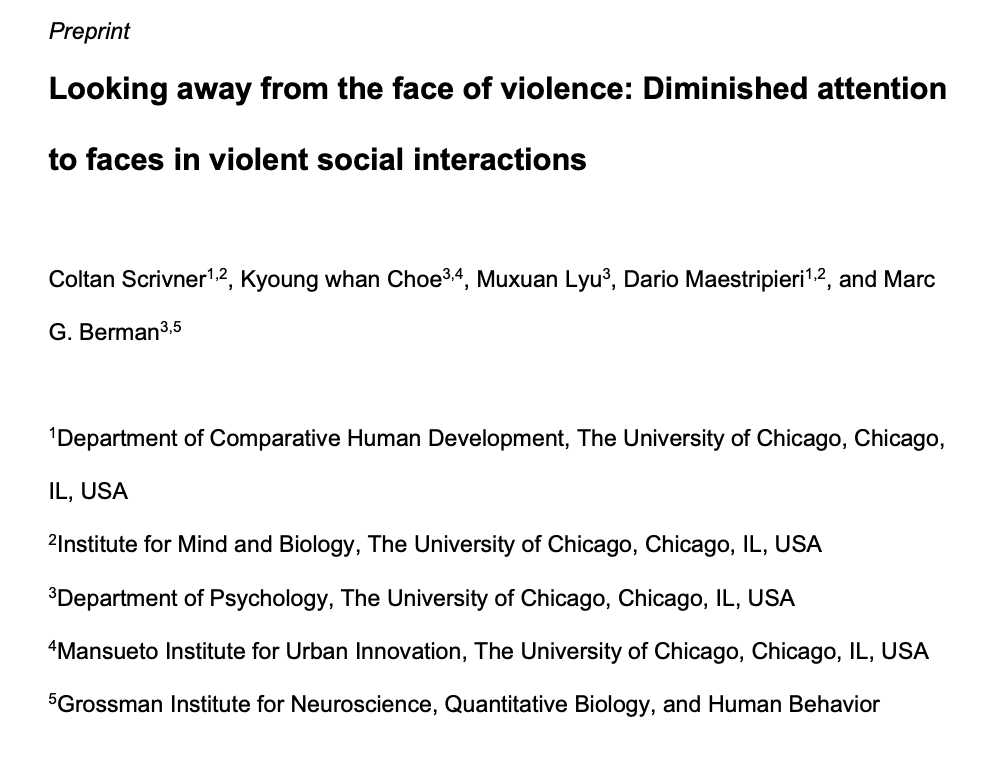 Preprint
Looking away from the face of violence: Diminished attention
to faces in violent social interactions
Coltan Scrivner1,2, Kyoung whan Choe3,4, Muxuan Lyu3, Dario Maestripieri1,2, and Marc
G. Berman3,5
1Department of Comparative Human Development, The University of Chicago, Chicago,
IL, USA
2Institute for Mind and Biology, The University of Chicago, Chicago, IL, USA
3Department of Psychology, The University of Chicago, Chicago, IL, USA
4Mansueto Institute for Urban Innovation, The University of Chicago, Chicago, IL, USA
5Grossman Institute for Neuroscience, Quantitative Biology, and Human Behavior